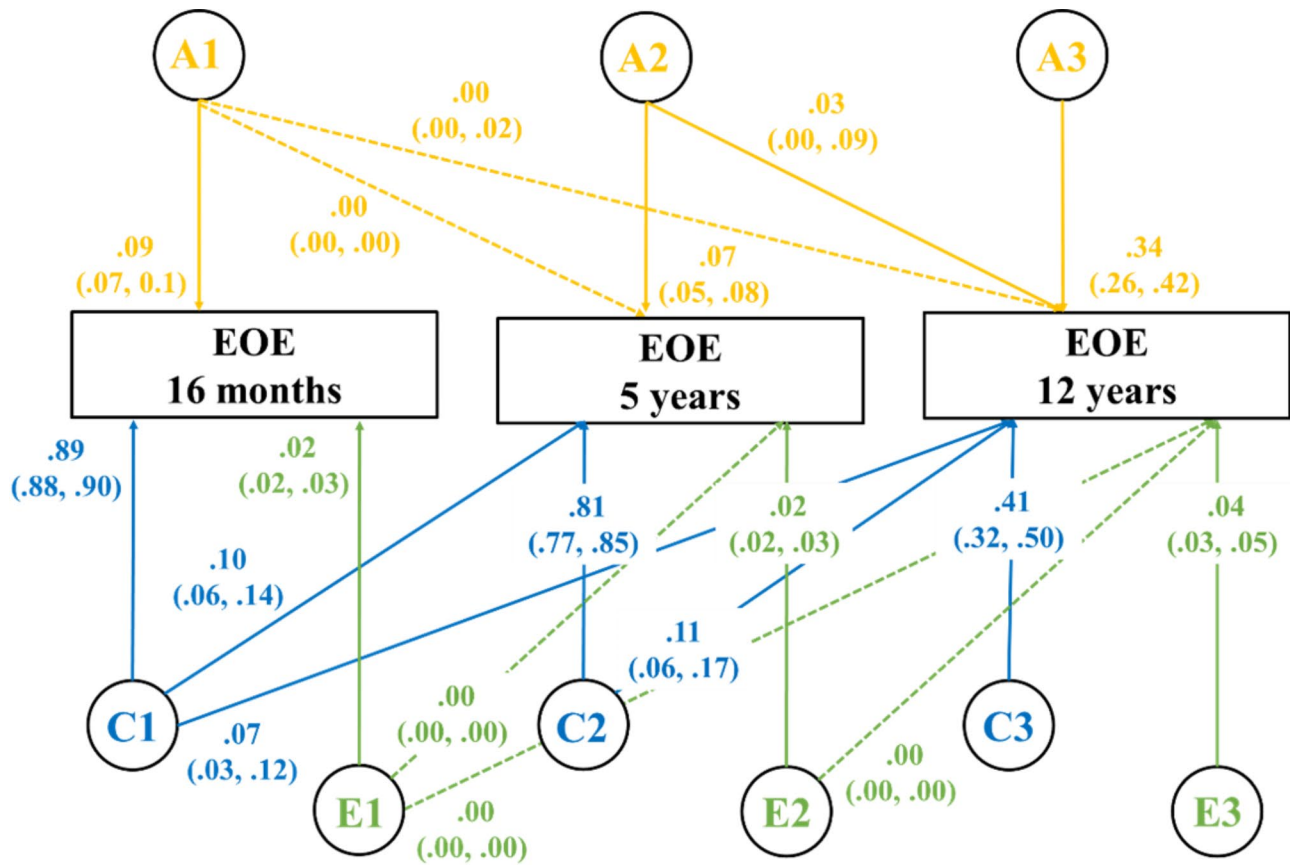 A1
A2
A3
.00
(.00, .02)
.03
(.00, .09)
.00
(.00, .00)
.09
(.07, 0.1)
.07
(.05, .08)
.34
(.26, .42)
EOE
16 months
EOE
5 years
EOE
12 years
.89
(.88, .90)
.02
(.02, .03)
.81
(.77, .85)
.02
(.02, .03)
.41
(.32, .50)
.04
(.03, .05)
.10
(.06, .14)
.11
(.06, .17)
C1
.07
(.03, .12)
.00
(.00, .00)
C2
C3
E1
.00
(.00, .00)
E2
.00
(.00, .00)
E3